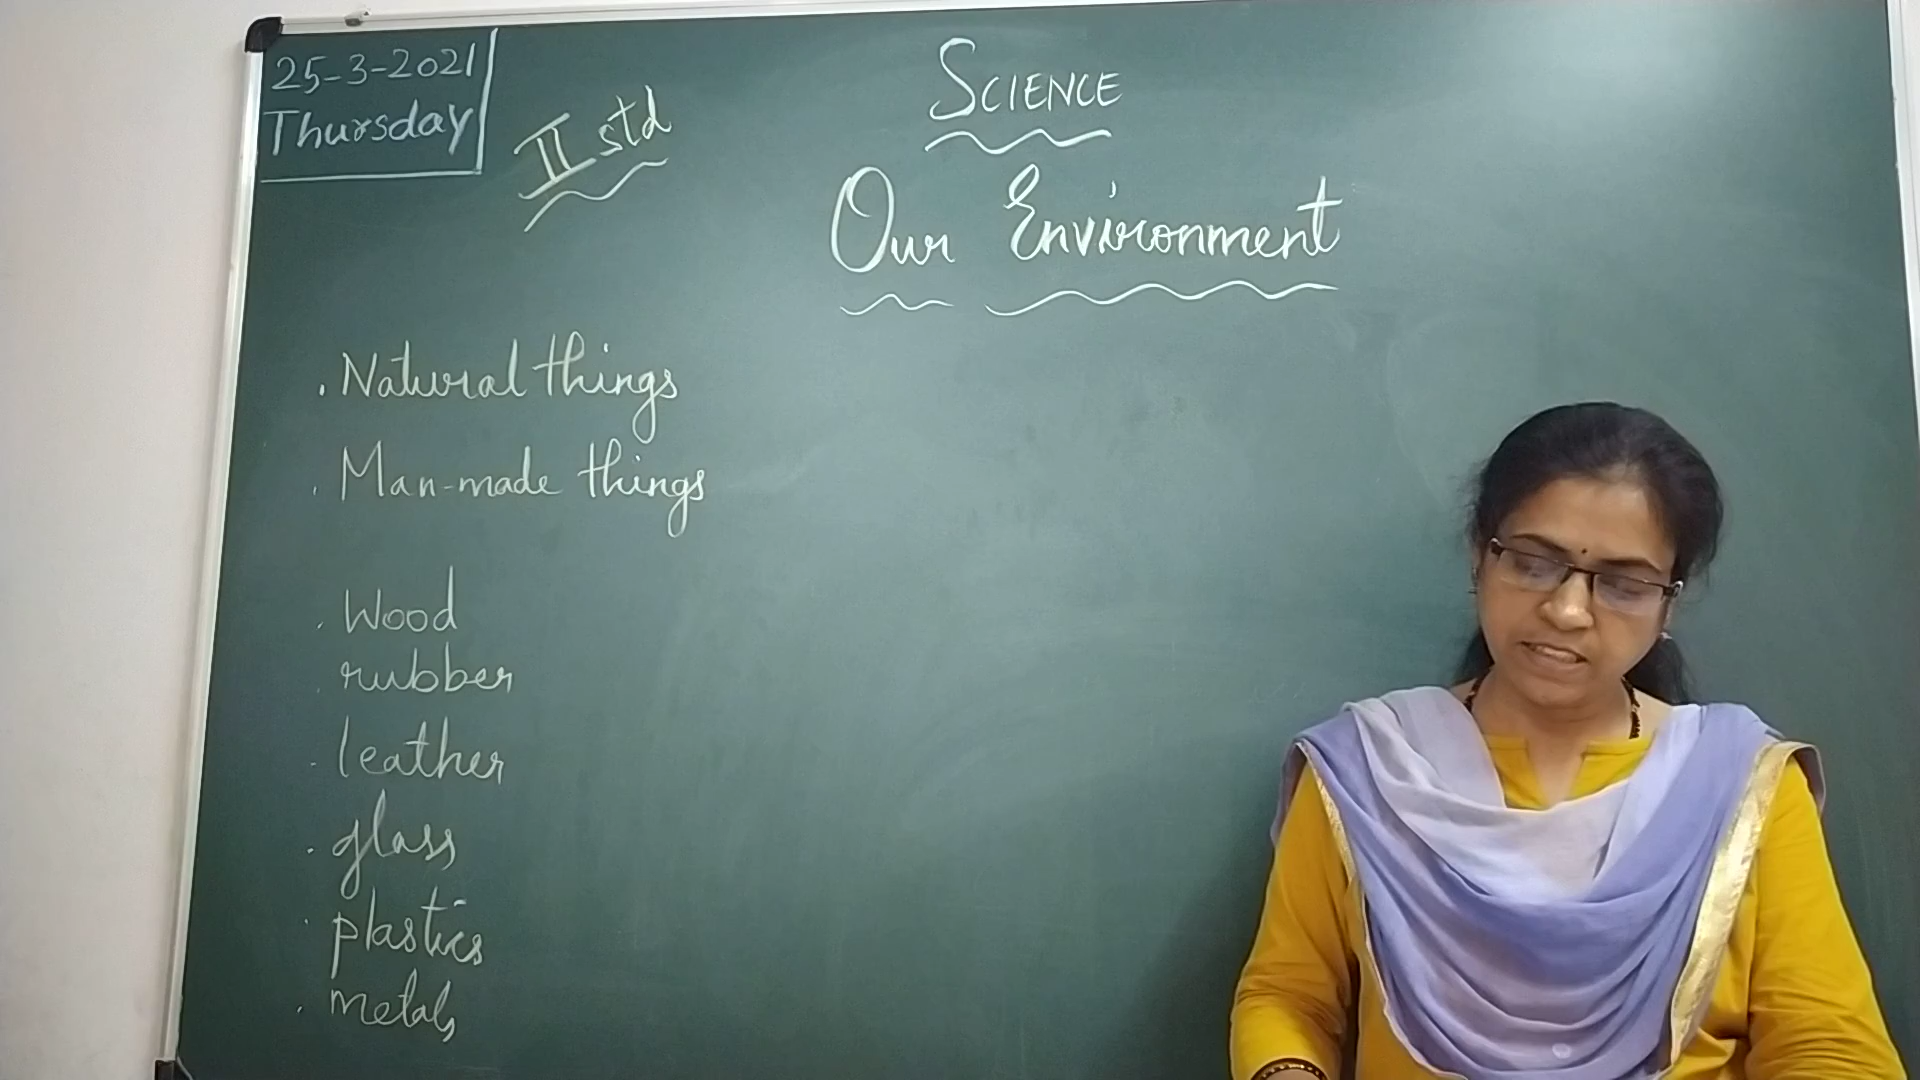 25-3-2021
Thursday
II std
SCIENCE
Our Environment
. Natural things
. Man-made things
. Wood
. rubber
. leather
. glass
. plastics
. metals